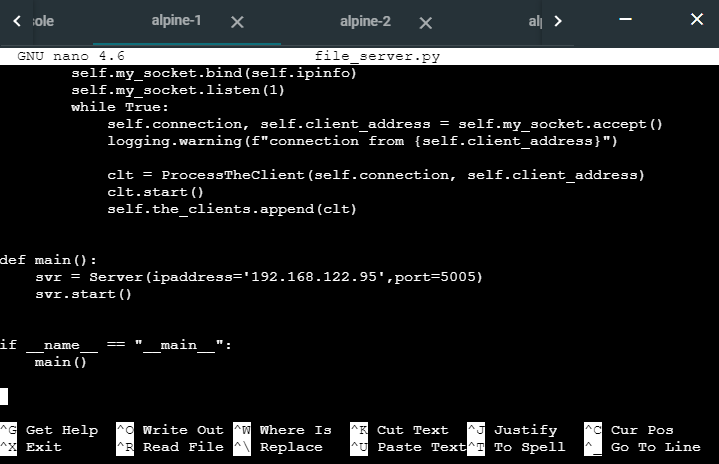 sole alpine-1 alpine-2 al
GNU nano 4.6 file_server.py
        self.my_socket.bind(self.ipinfo)
        self.my_socket.listen(1)
        while True:
            self.connection, self.client_address = self.my_socket.accept()
            logging.warning(f"connection from {self.client_address}")
            clt = ProcessTheClient(self.connection, self.client_address)
            clt.start()
            self.the_clients.append(clt)
def main():
    svr = Server(ipaddress='192.168.122.95',port=5005)
    svr.start()
if __name__ == "__main__":
    main()
^G Get Help ^O Write Out ^W Where Is ^K Cut Text ^J Justify ^C Cur Pos
^X Exit ^R Read File ^\ Replace ^U Paste Text ^T To Spell ^_ Go To Line